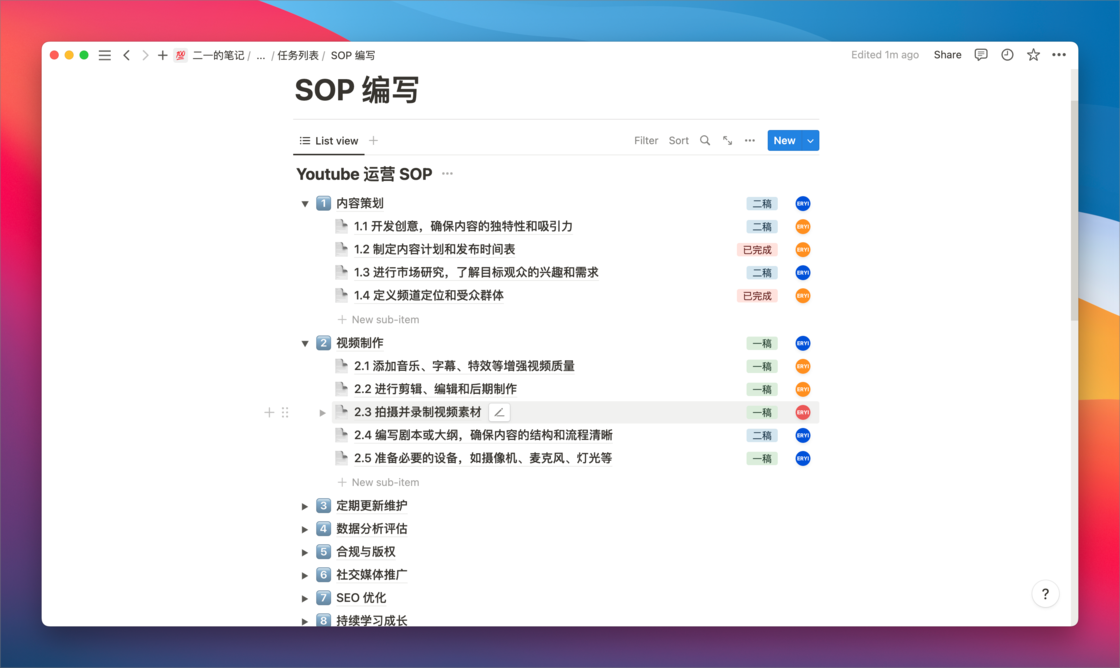 二一的笔记 / ... / 任务列表 / SOP 编写
Edited 1m ago Share
SOP 编写
List view Filter Sort New
Youtube 运营 SOP
1 内容策划 二稿 ERYI
1.1 开发创意，确保内容的独特性和吸引力 二稿 ERYI
1.2 制定内容计划和发布时间表 已完成 ERYI
1.3 进行市场研究，了解目标观众的兴趣和需求 二稿 ERYI
1.4 定义频道定位和受众群体 已完成 ERYI
New sub-item
2 视频制作 一稿 ERYI
2.1 添加音乐、字幕、特效等增强视频质量 一稿 ERYI
2.2 进行剪辑、编辑和后期制作 一稿 ERYI
2.3 拍摄并录制视频素材 一稿 ERYI
2.4 编写剧本或大纲，确保内容的结构和流程清晰 二稿 ERYI
2.5 准备必要的设备，如摄像机、麦克风、灯光等 一稿 ERYI
New sub-item
3 定期更新维护
4 数据分析评估
5 合规与版权
6 社交媒体推广
7 SEO 优化
?
8 持续学习成长